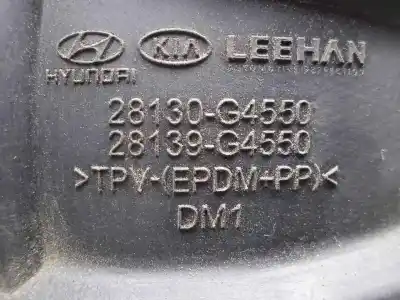 KIA LEEHAN
HYUNDAI
28130-G4550
28139-G4550
>TPV-(EPDM+PP)<
DM1